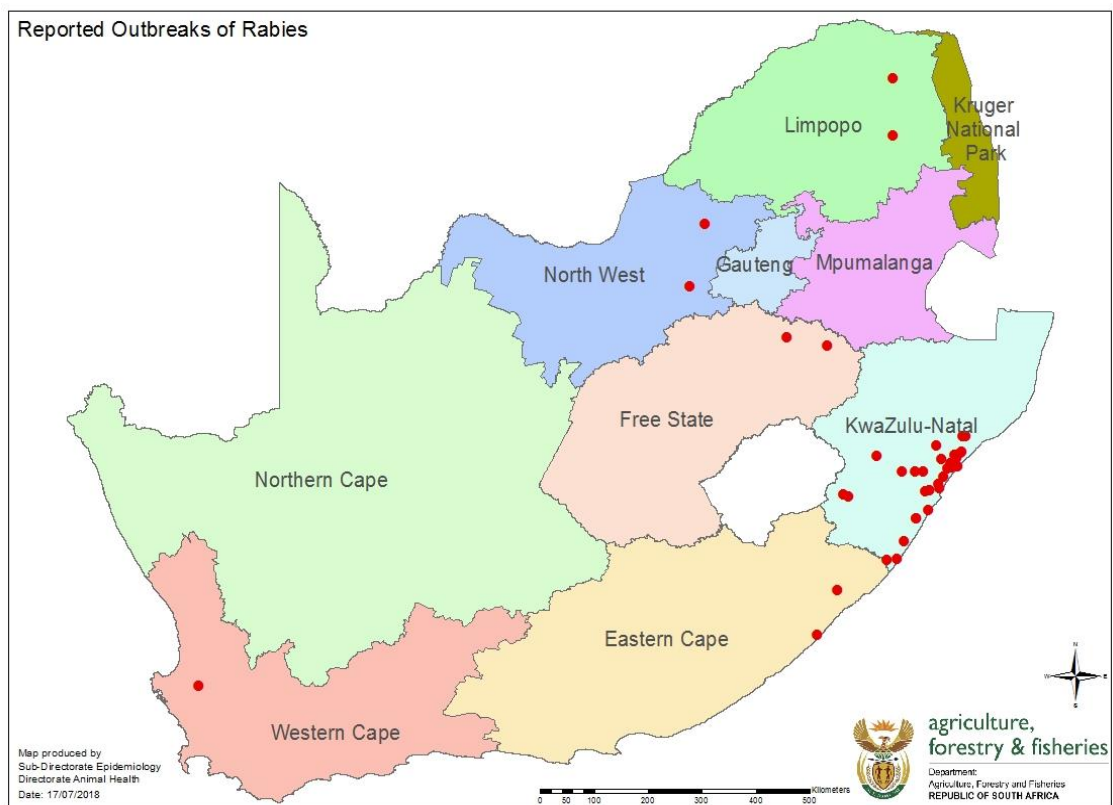 Reported Outbreaks of Rabies
Limpopo
Kruger
National
Park
North West
Gauteng
Mpumalanga
Free State
KwaZulu-Natal
Northern Cape
Eastern Cape
Western Cape
N
W
E
S
Map produced by
Sub-Directorate Epidemiology
Directorate Animal Health
Date: 17/07/2018
Kilometers
0 50 100 200 300 400 500
agriculture,
forestry & fisheries
Department:
Agriculture, Forestry and Fisheries
REPUBLIC OF SOUTH AFRICA